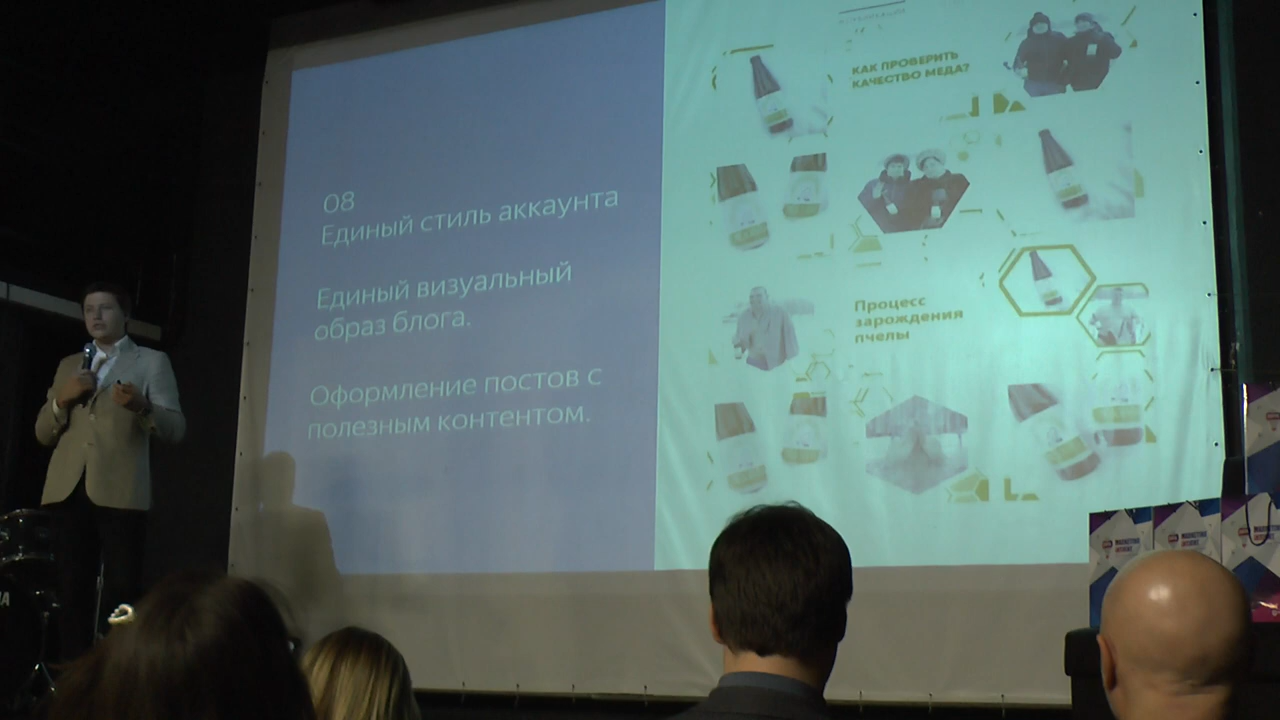 08
Единый стиль аккаунта
Единый визуальный
образ блога.
Оформление постов с
полезным контентом.
КАК ПРОВЕРИТЬ
КАЧЕСТВО МЕДА?
Процесс
зарождения
пчелы